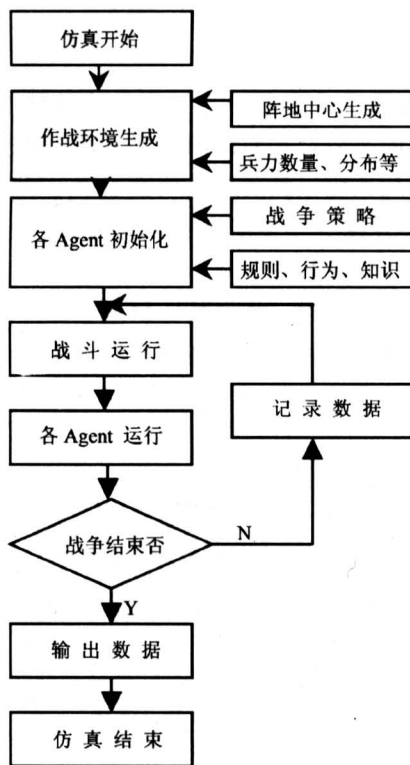 仿真开始
作战环境生成
阵地中心生成
兵力数量、分布等
各 Agent 初始化
战 争 策 略
规则、行为、知识
战 斗 运 行
各 Agent 运行
记 录 数 据
战争结束否
N
Y
输 出 数 据
仿 真 结 束